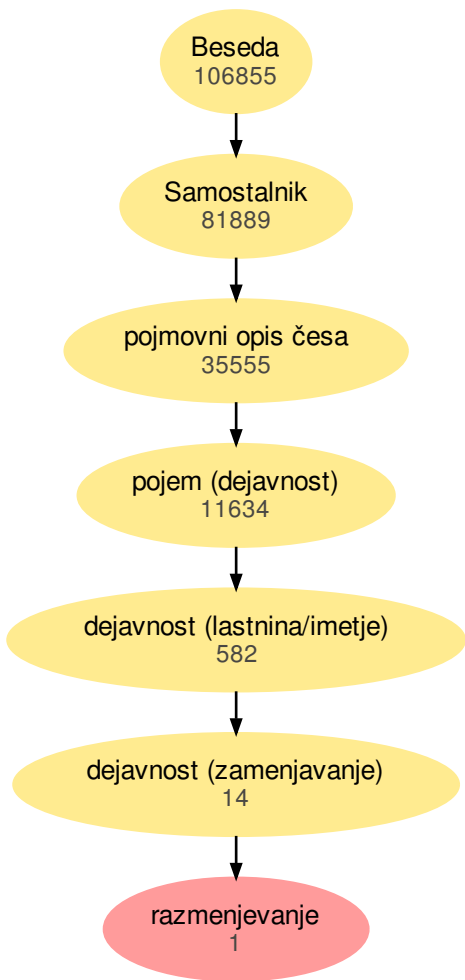 Beseda
106855
Samostalnik
81889
pojmovni opis česa
35555
pojem (dejavnost)
11634
dejavnost (lastnina/imetje)
582
dejavnost (zamenjavanje)
14
razmenjevanje
1